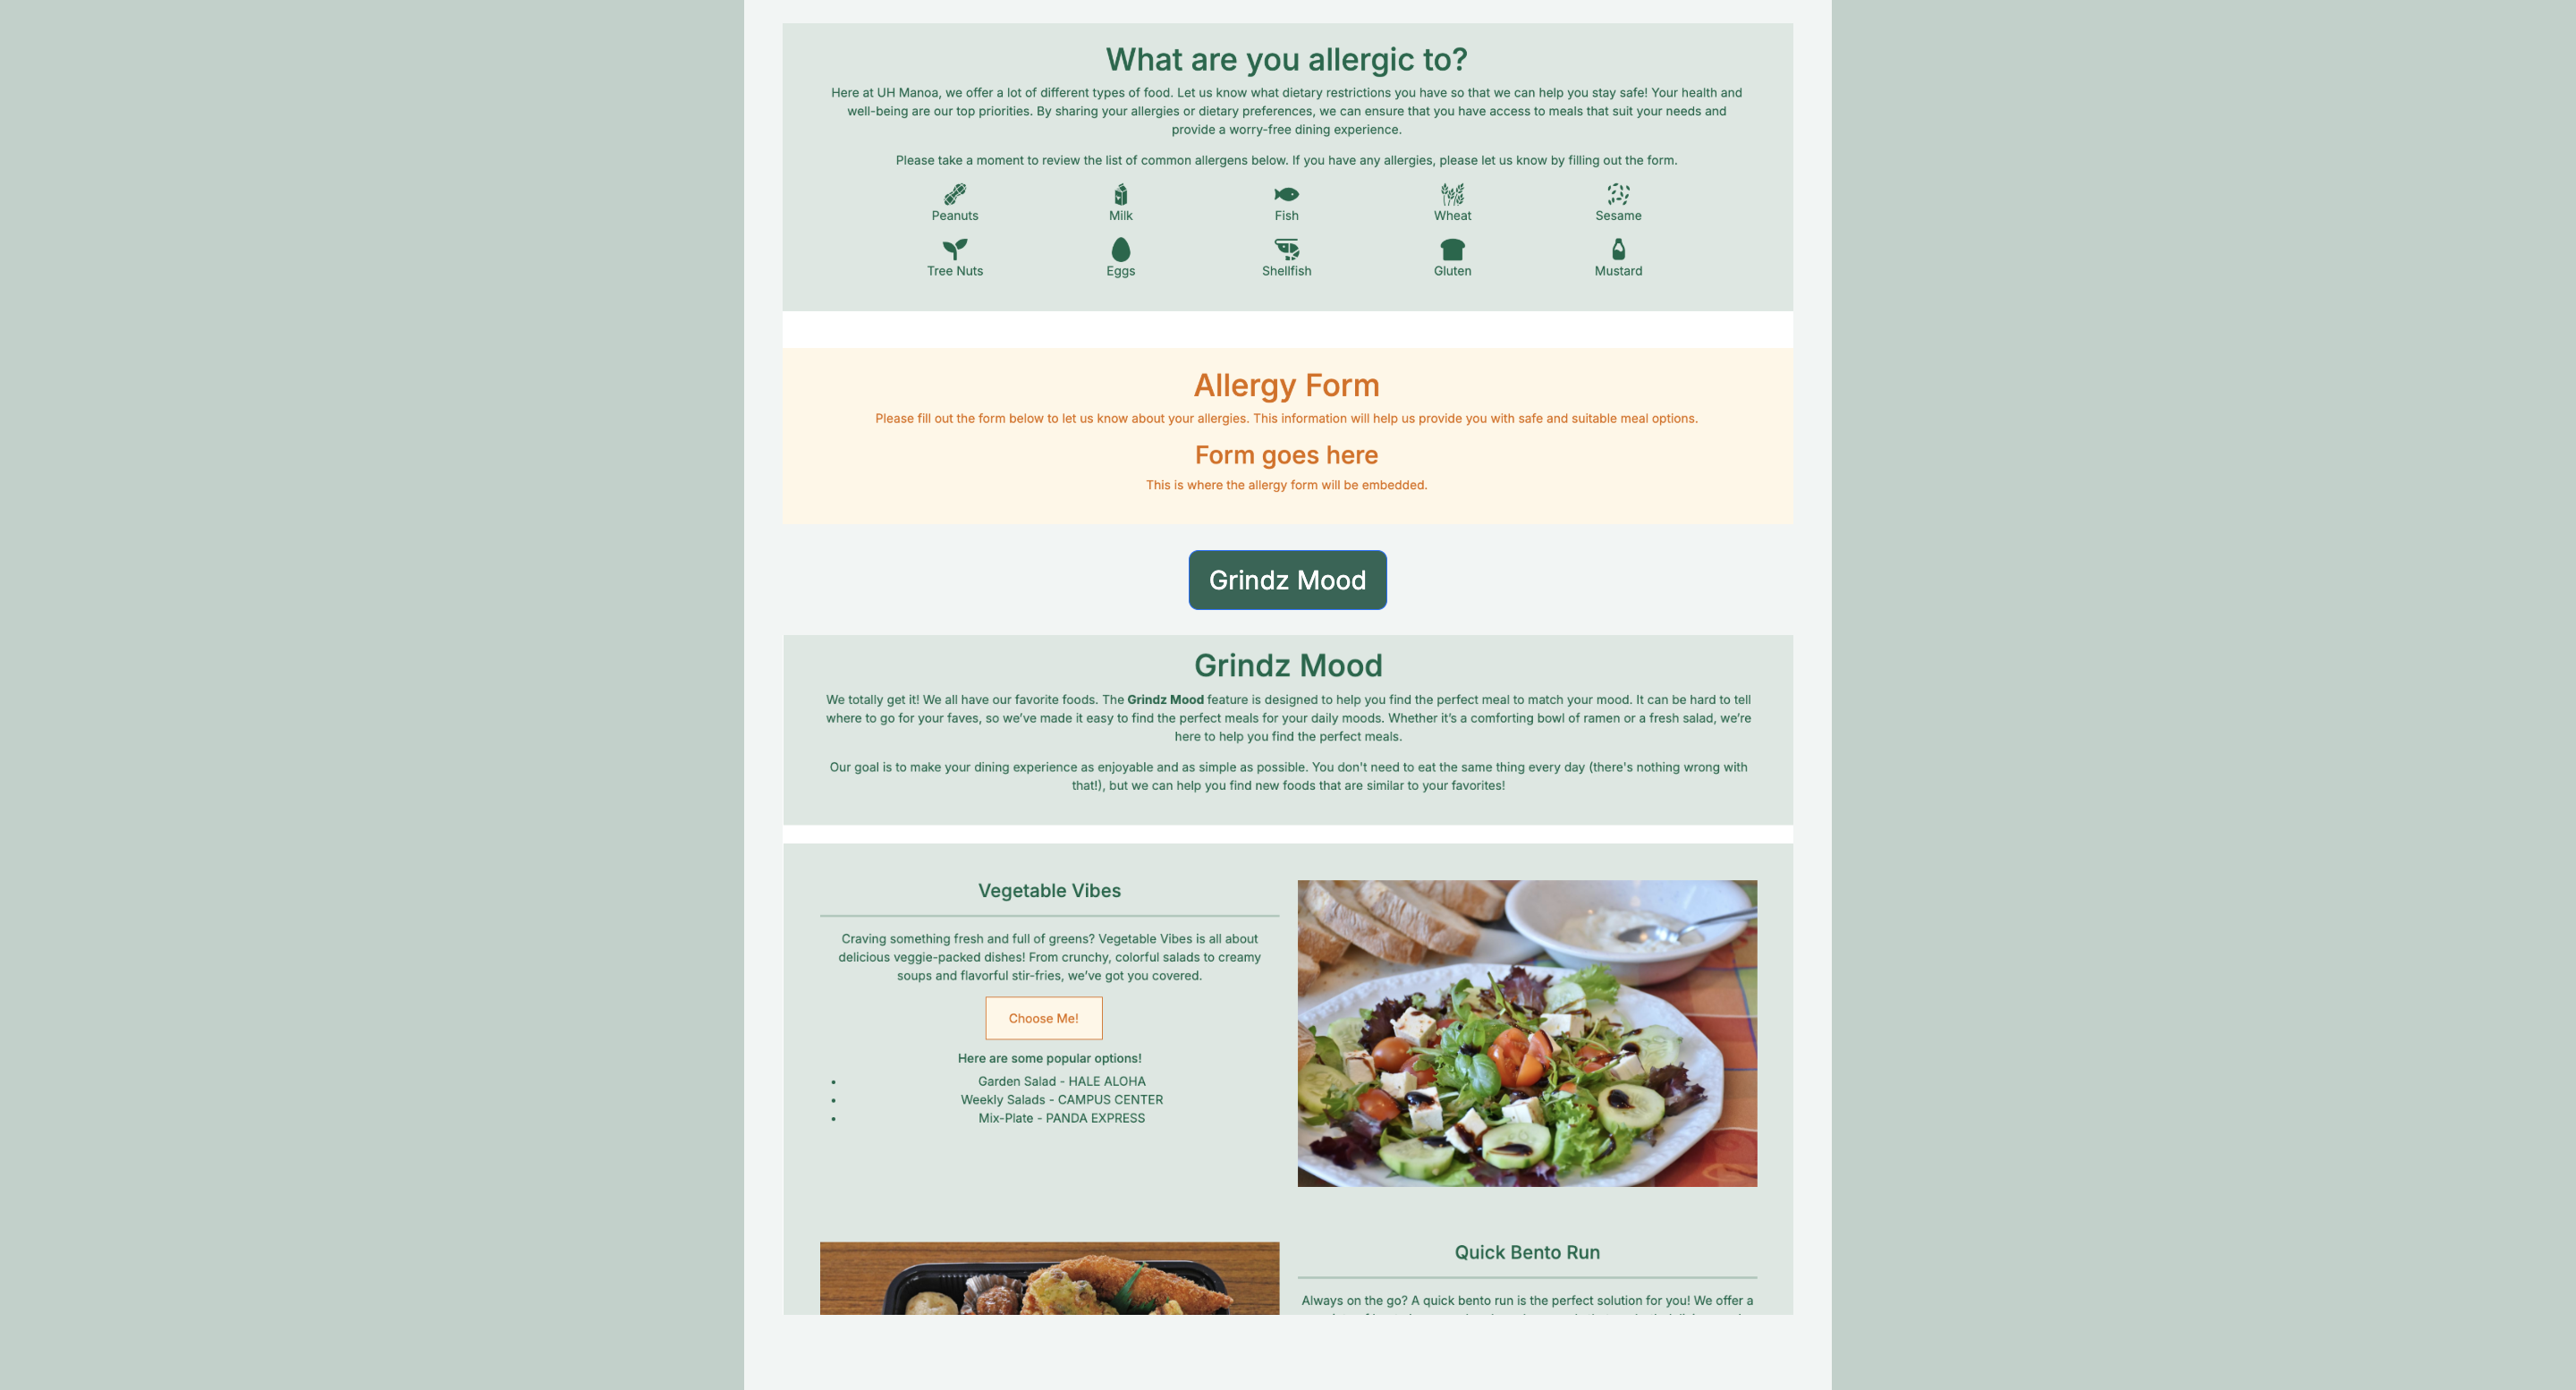 What are you allergic to?
Here at UH Manoa, we offer a lot of different types of food. Let us know what dietary restrictions you have so that we can help you stay safe! Your health and
well-being are our top priorities. By sharing your allergies or dietary preferences, we can ensure that you have access to meals that suit your needs and
provide a worry-free dining experience.
Please take a moment to review the list of common allergens below. If you have any allergies, please let us know by filling out the form.
Peanuts Milk Fish Wheat Sesame
Tree Nuts Eggs Shellfish Gluten Mustard
Allergy Form
Please fill out the form below to let us know about your allergies. This information will help us provide you with safe and suitable meal options.
Form goes here
This is where the allergy form will be embedded.
Grindz Mood
Grindz Mood
We totally get it! We all have our favorite foods. The Grindz Mood feature is designed to help you find the perfect meal to match your mood. It can be hard to tell
where to go for your faves, so we’ve made it easy to find the perfect meals for your daily moods. Whether it’s a comforting bowl of ramen or a fresh salad, we’re
here to help you find the perfect meals.
Our goal is to make your dining experience as enjoyable and as simple as possible. You don't need to eat the same thing every day (there's nothing wrong with
that!), but we can help you find new foods that are similar to your favorites!
Vegetable Vibes
Craving something fresh and full of greens? Vegetable Vibes is all about
delicious veggie-packed dishes! From crunchy, colorful salads to creamy
soups and flavorful stir-fries, we’ve got you covered.
Choose Me!
Here are some popular options!
• Garden Salad - HALE ALOHA
• Weekly Salads - CAMPUS CENTER
• Mix-Plate - PANDA EXPRESS
Quick Bento Run
Always on the go? A quick bento run is the perfect solution for you! We offer a